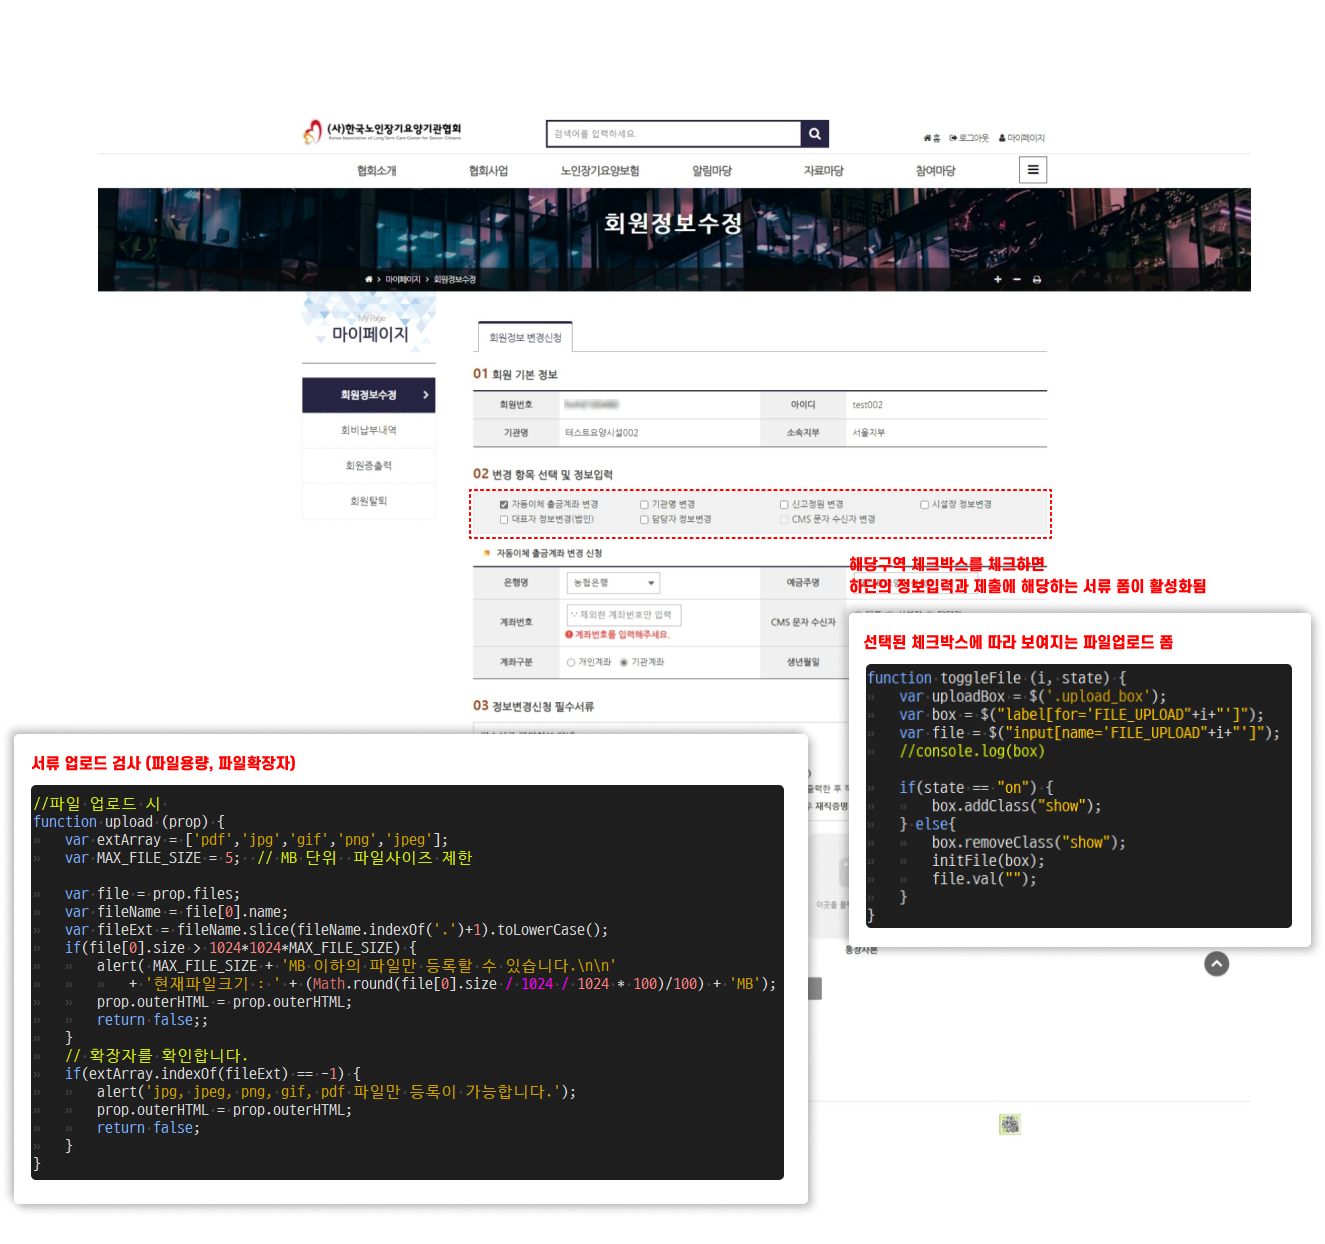 (사)한국노인장기요양기관협회
Korea Association of Long Term Care Center for Senior Citizens
검색어를 입력하세요.
홈 로그아웃 마이페이지
협회소개 협회사업 노인장기요양보험 알림마당 자료마당 참여마당
회원정보수정
마이페이지 > 회원정보수정
My Page
마이페이지
회원정보수정
회비납부내역
회원증출력
회원탈퇴
회원정보 변경신청
01 회원 기본 정보
회원번호
아이디 test002
기관명 테스트요양시설002 소속지부 서울지부
02 변경 항목 선택 및 정보입력
자동이체 출금계좌 변경 기관명 변경 신고정원 변경 시설장 정보변경
대표자 정보변경(법인) 담당자 정보변경 CMS 문자 수신자 변경
자동이체 출금계좌 변경 신청
은행명 농협은행 예금주명
계좌번호 '-' 제외한 계좌번호만 입력 CMS 문자 수신자
계좌번호를 입력해주세요.
계좌구분 개인계좌 기관계좌 생년월일
03 정보변경신청 필수서류
해당구역 체크박스를 체크하면
하단의 정보입력과 제출에 해당하는 서류 폼이 활성화됨
선택된 체크박스에 따라 보여지는 파일업로드 폼
function toggleFile (i, state) {
var uploadBox = $('.upload_box');
var box = $("label[for='FILE_UPLOAD"+i+"']");
var file = $("input[name='FILE_UPLOAD"+i+"']");
//console.log(box)
if(state == "on") {
box.addClass("show");
} else{
box.removeClass("show");
initFile(box);
file.val("");
}
}
통장사본
서류 업로드 검사 (파일용량, 파일확장자)
//파일 업로드 시
function upload (prop) {
var extArray = ['pdf','jpg','gif','png','jpeg'];
var MAX_FILE_SIZE = 5; // MB 단위 파일사이즈 제한
var file = prop.files;
var fileName = file[0].name;
var fileExt = fileName.slice(fileName.indexOf('.')+1).toLowerCase();
if(file[0].size > 1024*1024*MAX_FILE_SIZE) {
alert( MAX_FILE_SIZE + 'MB 이하의 파일만 등록할 수 있습니다.\n\n'
+ '현재파일크기 : ' + (Math.round(file[0].size / 1024 / 1024 * 100)/100) + 'MB');
prop.outerHTML = prop.outerHTML;
return false;;
}
// 확장자를 확인합니다.
if(extArray.indexOf(fileExt) == -1) {
alert('jpg, jpeg, png, gif, pdf 파일만 등록이 가능합니다.');
prop.outerHTML = prop.outerHTML;
return false;
}
}